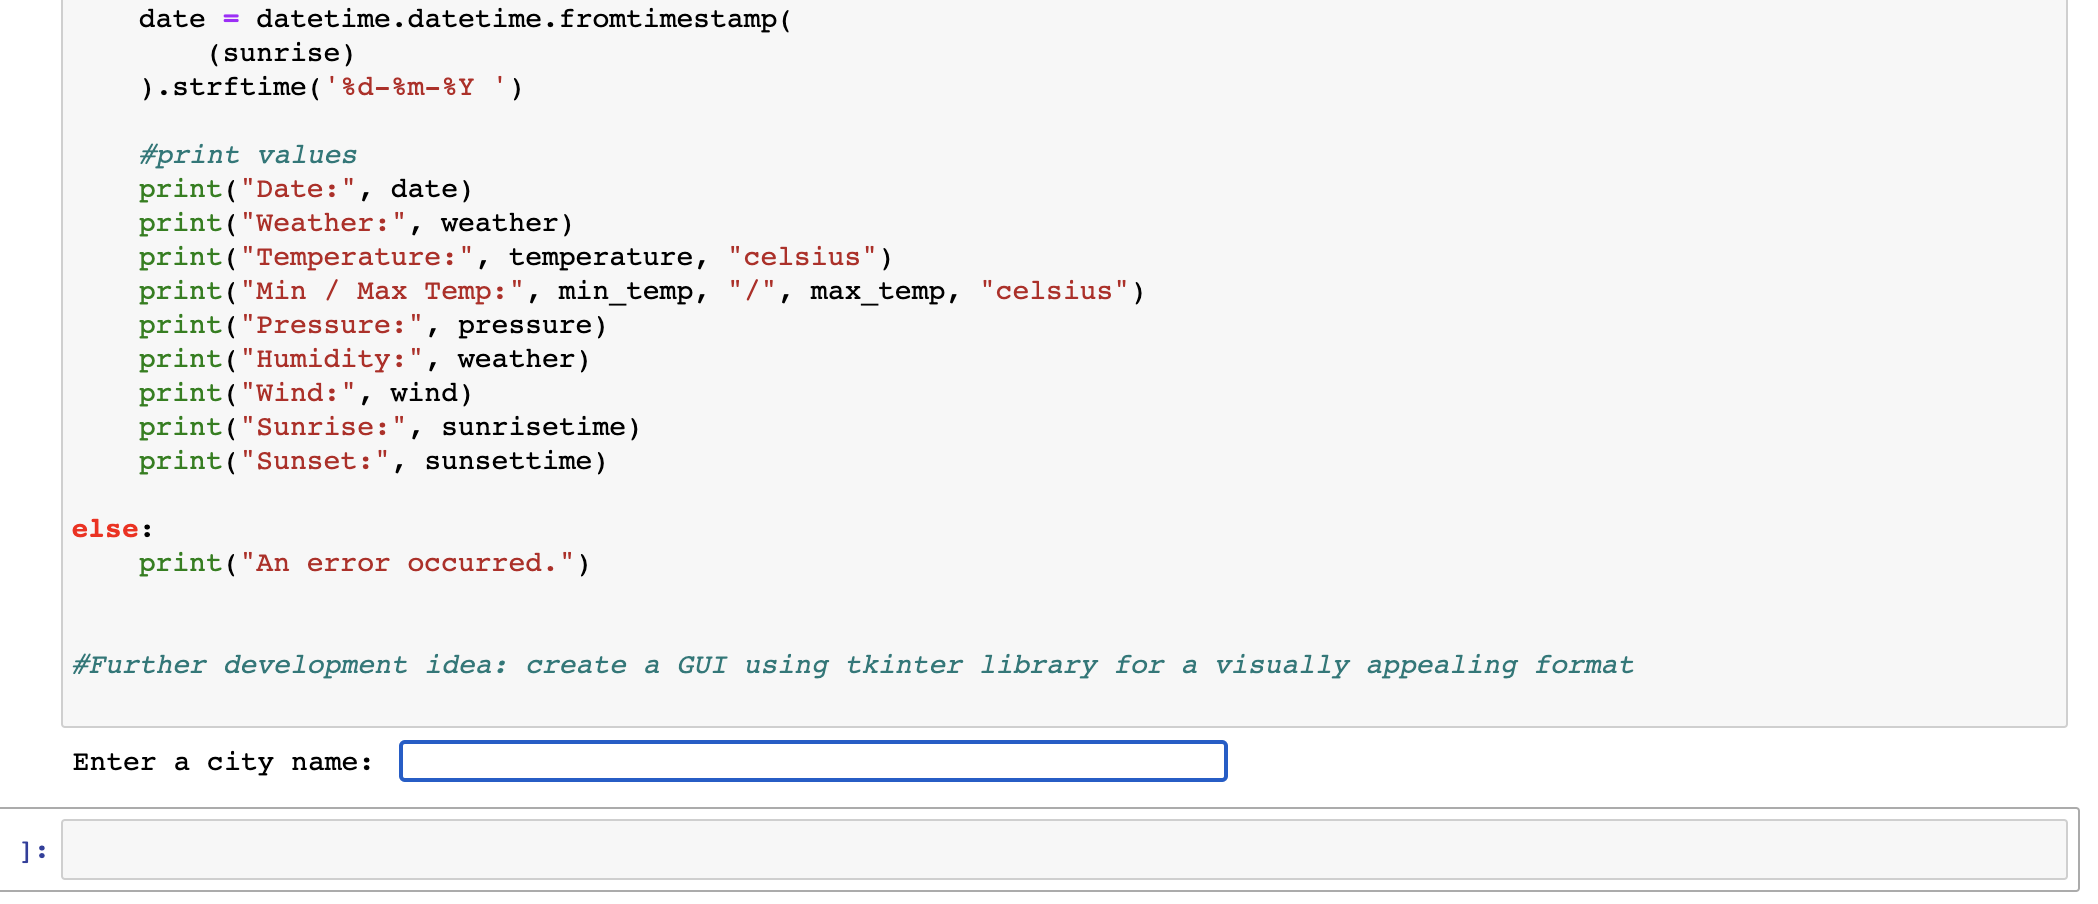 date = datetime.datetime.fromtimestamp(
(sunrise)
).strftime('%d-%m-%Y ')
#print values
print("Date:", date)
print("Weather:", weather)
print("Temperature:", temperature, "celsius")
print("Min / Max Temp:", min_temp, "/", max_temp, "celsius")
print("Pressure:", pressure)
print("Humidity:", weather)
print("Wind:", wind)
print("Sunrise:", sunrisetime)
print("Sunset:", sunsettime)
else:
print("An error occurred.")
#Further development idea: create a GUI using tkinter library for a visually appealing format
Enter a city name:
]: